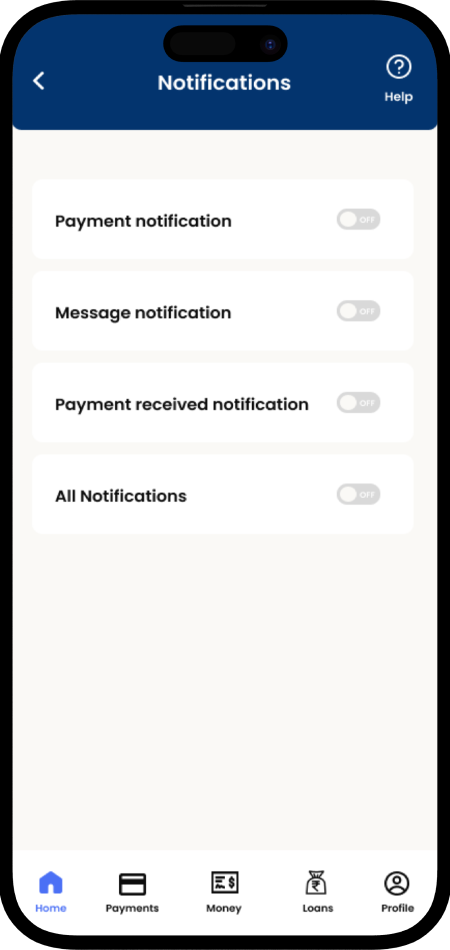 Notifications
Help
Payment notification
OFF
Message notification
OFF
Payment received notification
OFF
All Notifications
OFF
$
₹
Home
Payments
Money
Loans
Profile